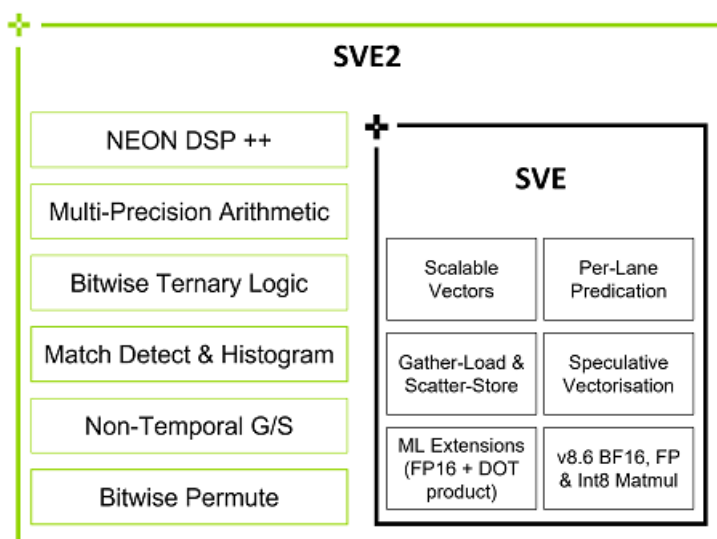 SVE2
NEON DSP ++
Multi-Precision Arithmetic
Bitwise Ternary Logic
Match Detect & Histogram
Non-Temporal G/S
Bitwise Permute
SVE
Scalable
Vectors
Per-Lane
Predication
Gather-Load &
Scatter-Store
Speculative
Vectorisation
ML Extensions
(FP16 + DOT
product)
v8.6 BF16, FP
& Int8 Matmul